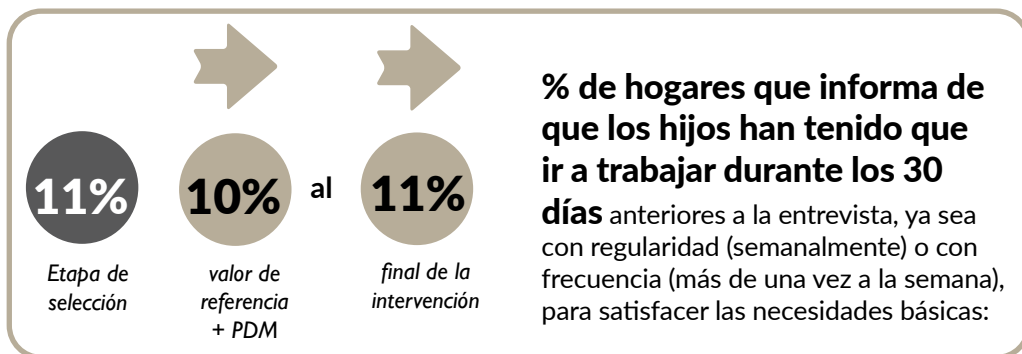 11%
Etapa de
selección
10%
valor de
referencia
+ PDM
al
11%
final de la
intervención
% de hogares que informa de
que los hijos han tenido que
ir a trabajar durante los 30
días anteriores a la entrevista, ya sea
con regularidad (semanalmente) o con
frecuencia (más de una vez a la semana),
para satisfacer las necesidades básicas: